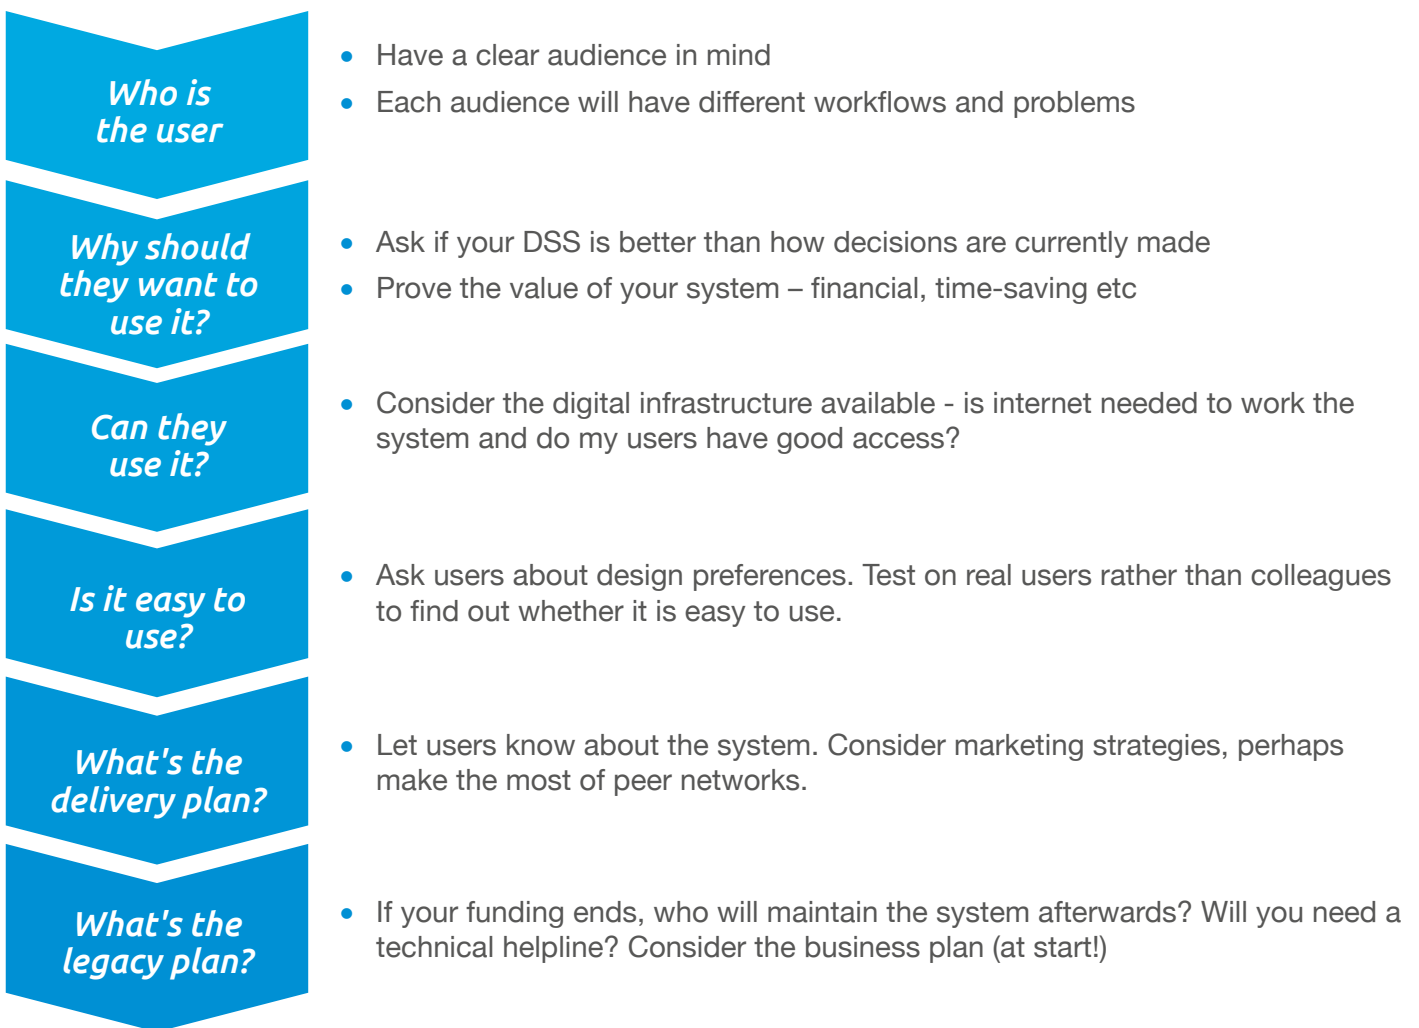 Who is
the user
• Have a clear audience in mind
• Each audience will have different workflows and problems
Why should
they want to
use it?
• Ask if your DSS is better than how decisions are currently made
• Prove the value of your system – financial, time-saving etc
Can they
use it?
• Consider the digital infrastructure available - is internet needed to work the
system and do my users have good access?
Is it easy to
use?
• Ask users about design preferences. Test on real users rather than colleagues
to find out whether it is easy to use.
What's the
delivery plan?
• Let users know about the system. Consider marketing strategies, perhaps
make the most of peer networks.
What's the
legacy plan?
• If your funding ends, who will maintain the system afterwards? Will you need a
technical helpline? Consider the business plan (at start!)